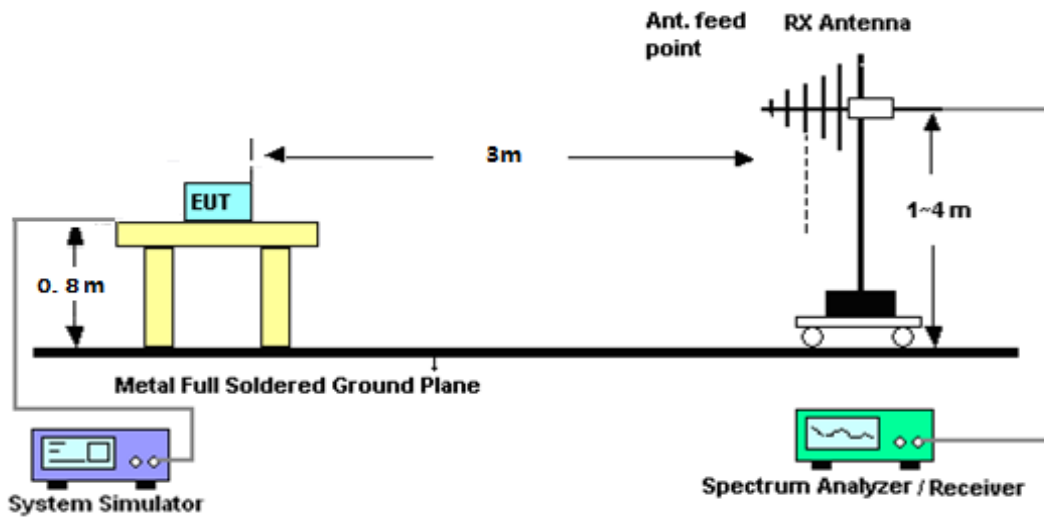 Ant. feed
point
RX Antenna
3m
EUT
1~4 m
0. 8 m
Metal Full Soldered Ground Plane
System Simulator
Spectrum Analyzer / Receiver